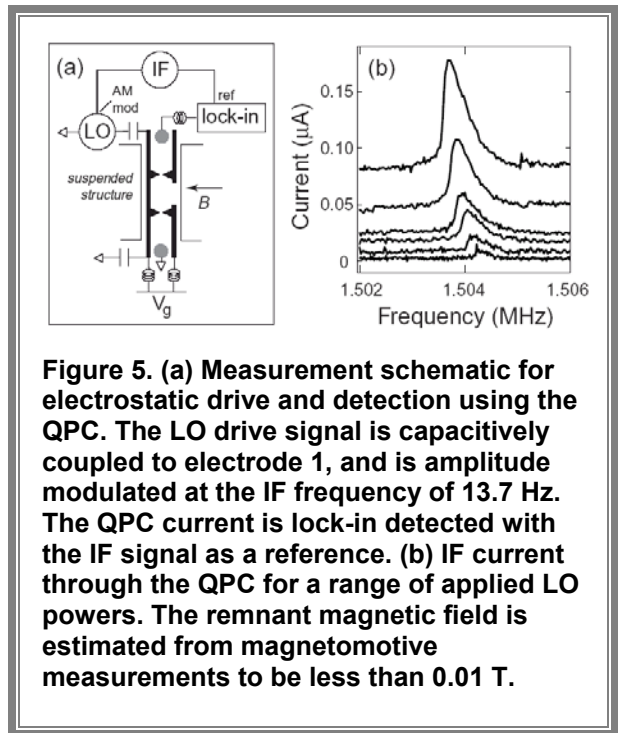 (a)
IF
AM
mod
ref
LO
lock-in
suspended
structure
B
Vg
(b)
0.15
0.10
0.05
0
Current (μA)
1.502 1.504 1.506
Frequency (MHz)
Figure 5. (a) Measurement schematic for
electrostatic drive and detection using the
QPC. The LO drive signal is capacitively
coupled to electrode 1, and is amplitude
modulated at the IF frequency of 13.7 Hz.
The QPC current is lock-in detected with
the IF signal as a reference. (b) IF current
through the QPC for a range of applied LO
powers. The remnant magnetic field is
estimated from magnetomotive
measurements to be less than 0.01 T.